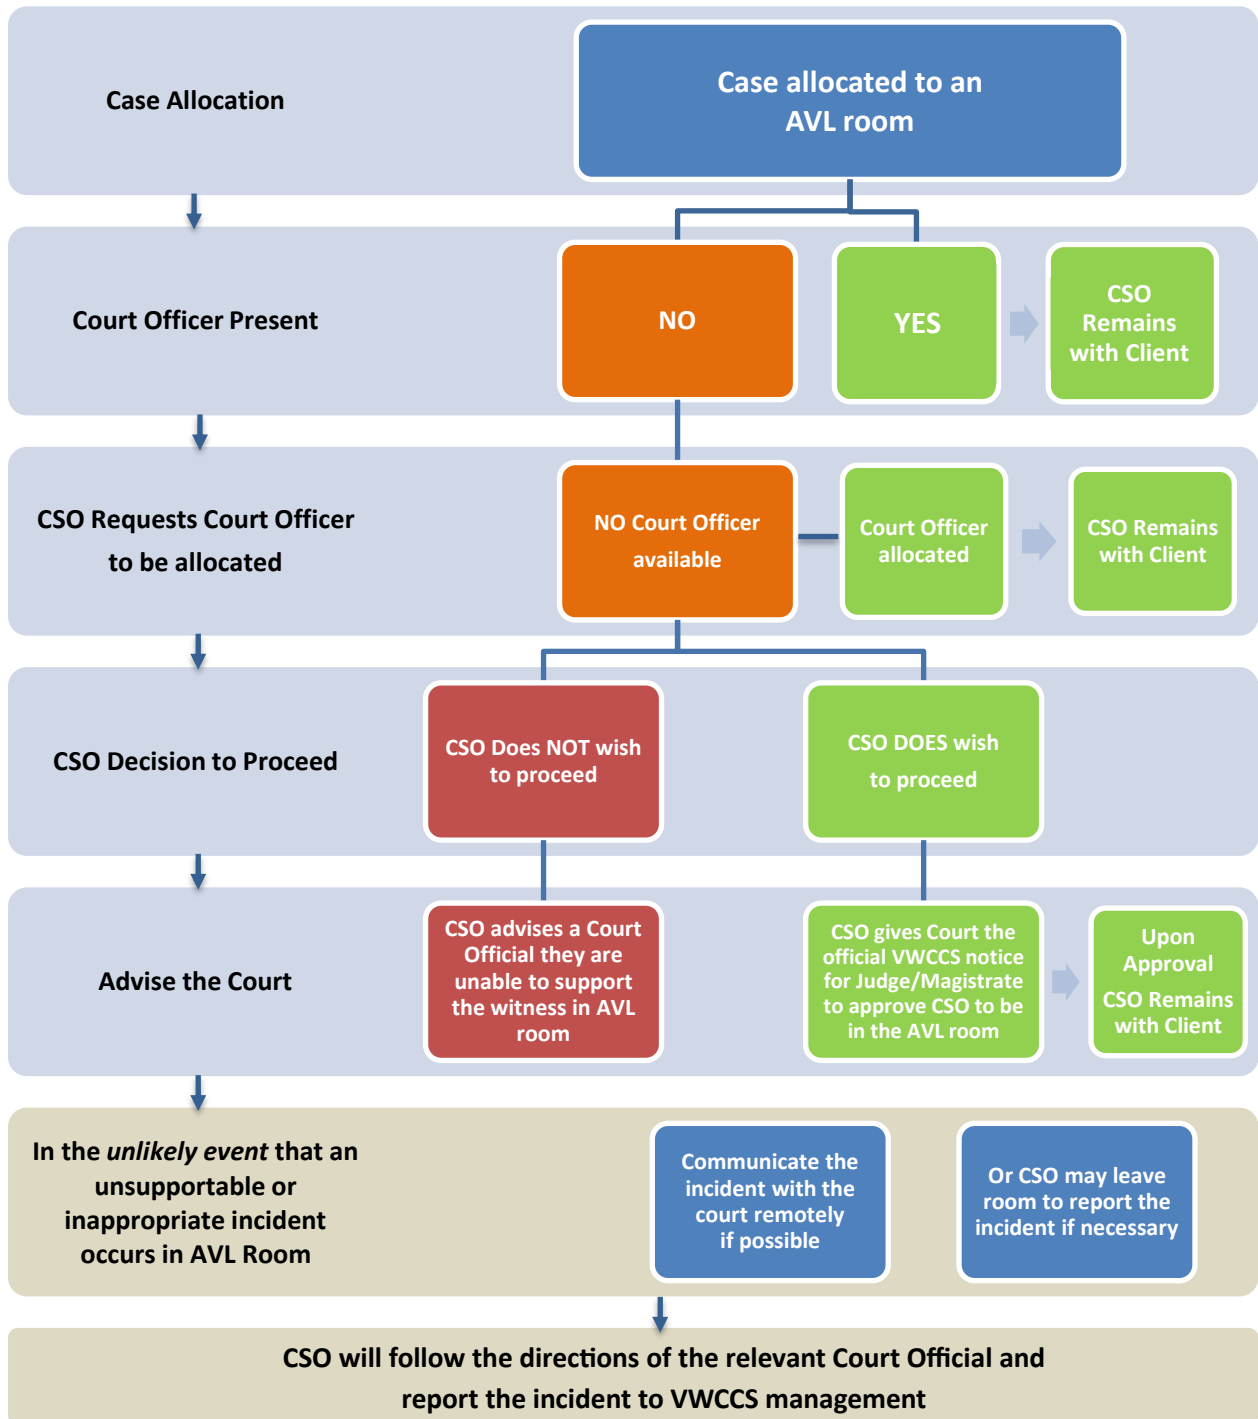 Case Allocation
Case allocated to an
AVL room
Court Officer Present
NO
YES
CSO
Remains
with Client
CSO Requests Court Officer
to be allocated
NO Court Officer
available
Court Officer
allocated
CSO Remains
with Client
CSO Decision to Proceed
CSO Does NOT wish
to proceed
CSO DOES wish
to proceed
Advise the Court
CSO advises a Court
Official they are
unable to support
the witness in AVL
room
CSO gives Court the
official VWCCS notice
for Judge/Magistrate
to approve CSO to be
in the AVL room
Upon
Approval
CSO Remains
with Client
In the unlikely event that an
unsupportable or
inappropriate incident
occurs in AVL Room
Communicate the
incident with the
court remotely
if possible
Or CSO may leave
room to report the
incident if necessary
CSO will follow the directions of the relevant Court Official and
report the incident to VWCCS management